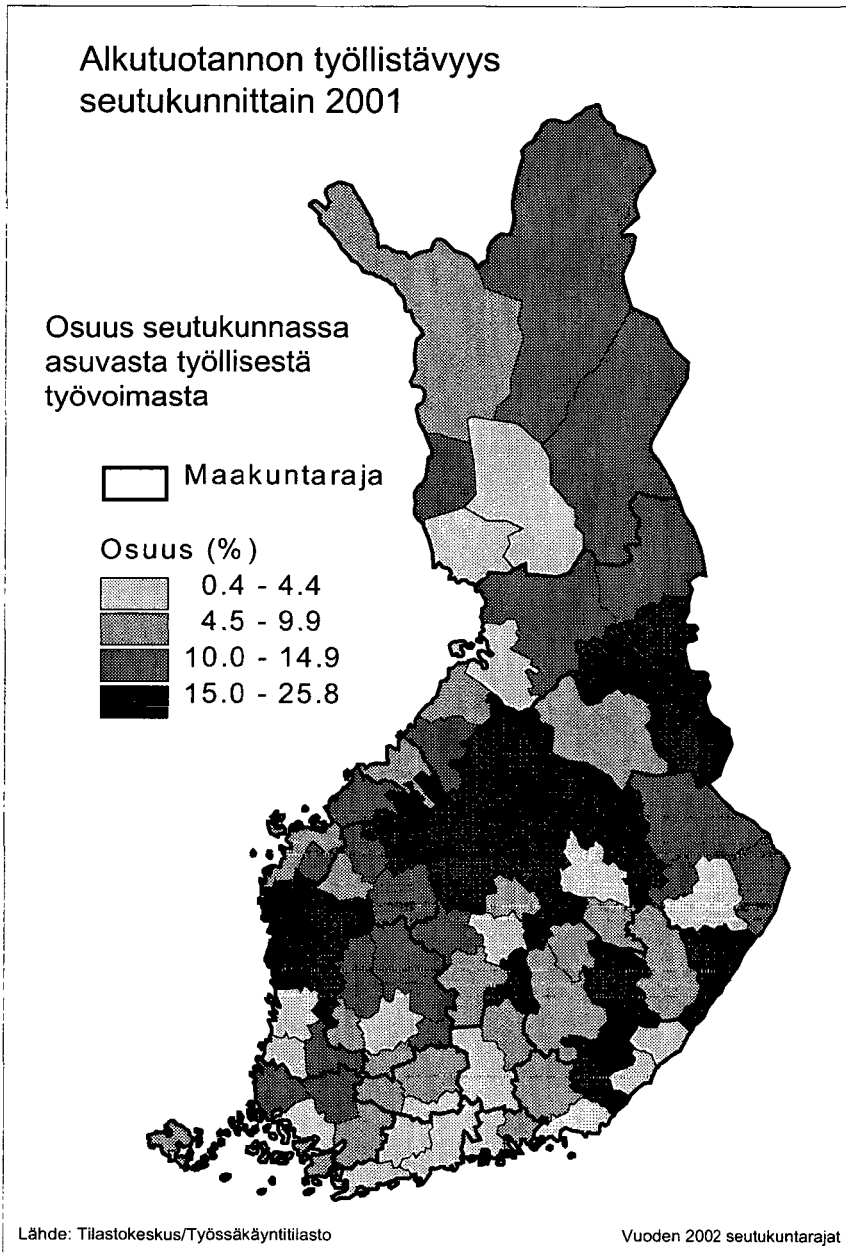 Alkutuotannon työllistävyys
seutukunnittain 2001
Osuus seutukunnassa
asuvasta työllisestä
työvoimasta
Maakuntaraja
Osuus (%)
0.4 - 4.4
4.5 - 9.9
10.0 - 14.9
15.0 - 25.8
Lähde: Tilastokeskus/Työssäkäyntitilasto
Vuoden 2002 seutukuntarajat